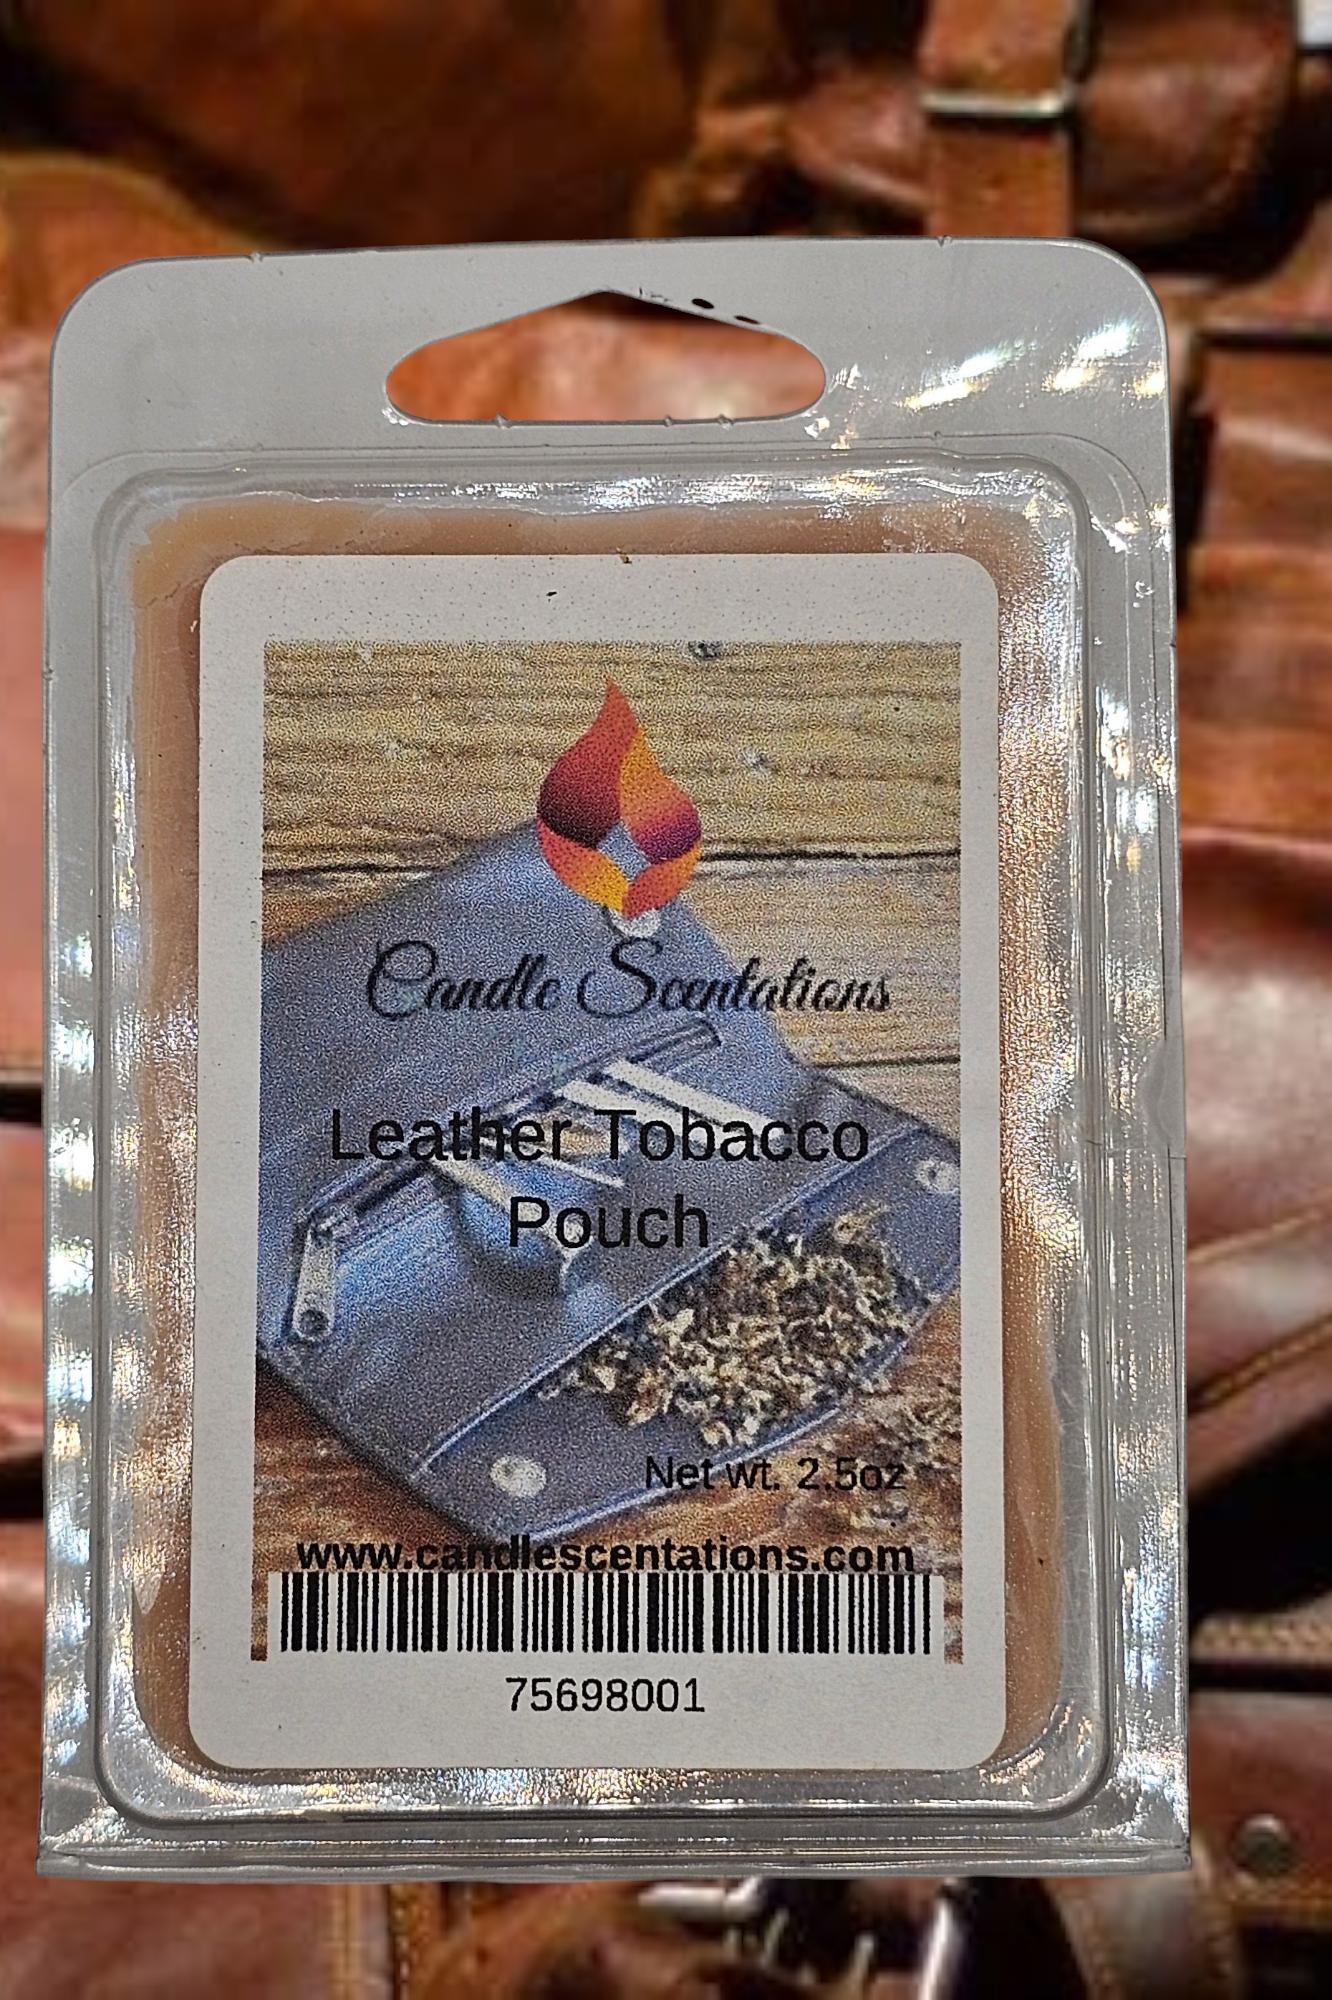 Candle Scentations
Leather Tobacco
Pouch
Net wt. 2.5oz
www.candlescentations.com
75698001